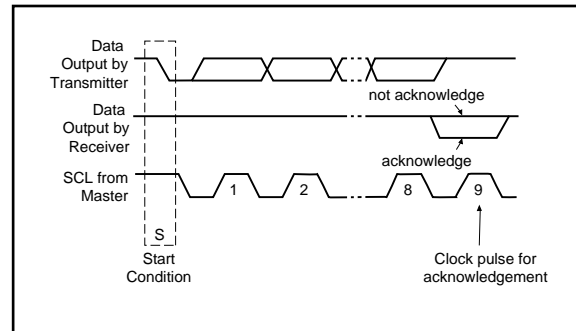 Data
Output by
Transmitter
not acknowledge
Data
Output by
Receiver
acknowledge
SCL from
Master
1
2
8
9
S
Start
Condition
Clock pulse for
acknowledgement